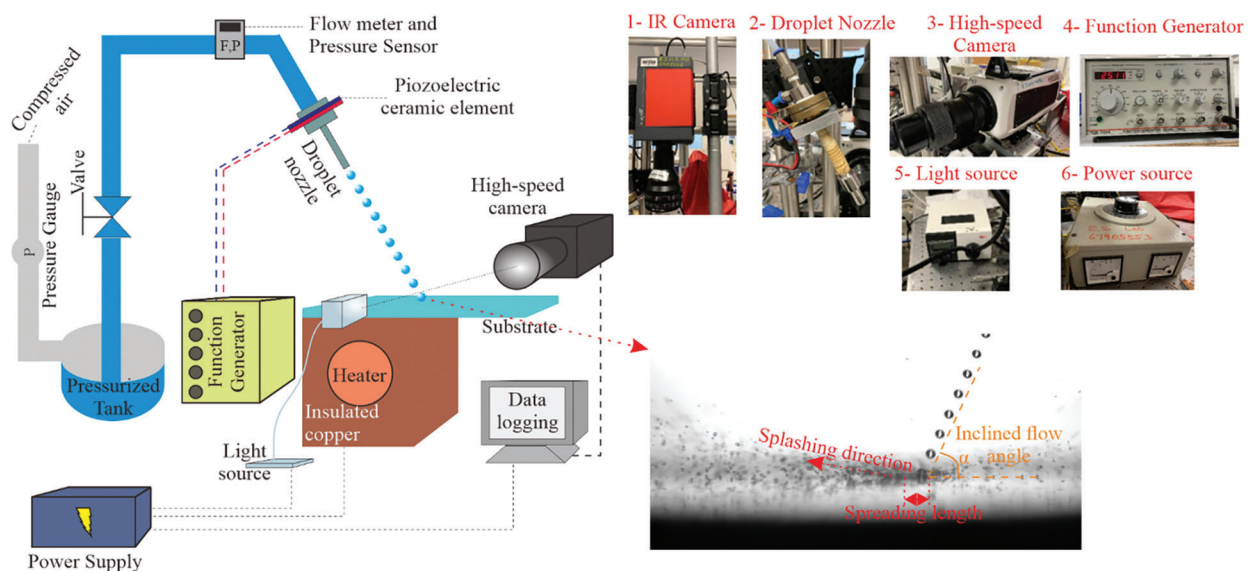 Flow meter and
Pressure Sensor
F,P
Compressed
air
Piozoelectric
ceramic element
Valve
Droplet
nozzle
High-speed
camera
Pressure Gauge
P
Function
Generator
Substrate
Pressurized
Tank
Heater
Insulated
copper
Data
logging
Light
source
Power Supply
1- IR Camera
2- Droplet Nozzle
3- High-speed
Camera
4- Function Generator
5- Light source
6- Power source
67905553
Splashing direction
Inclined flow
α angle
Spreading length